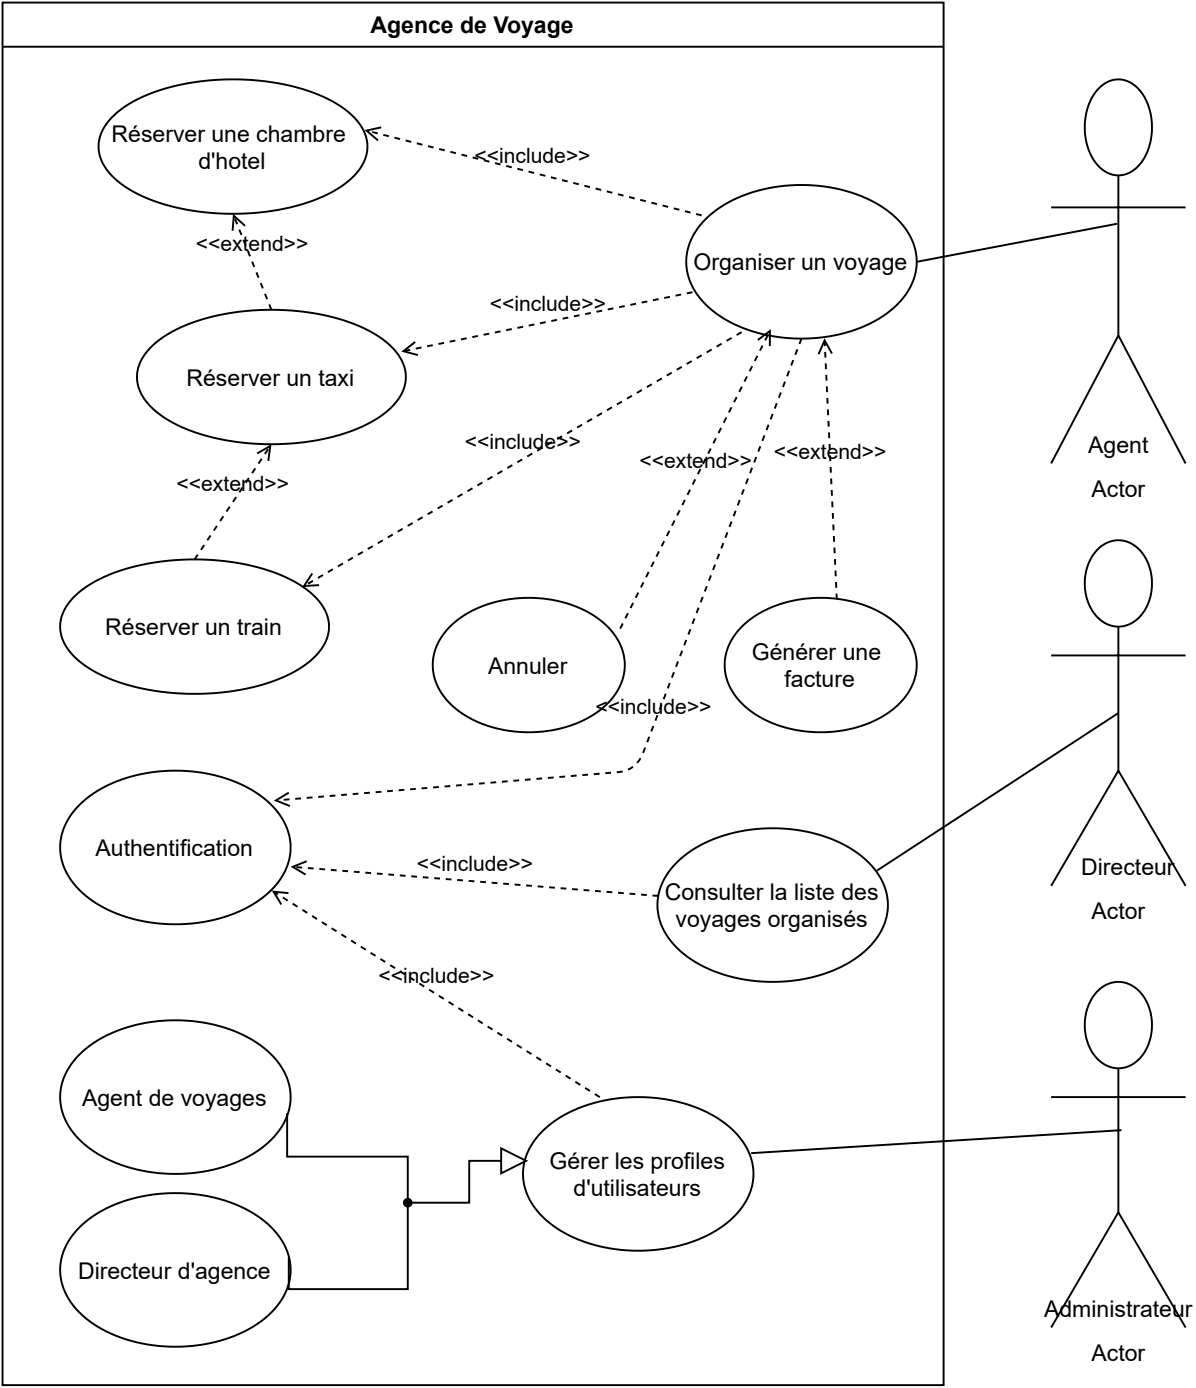 Agence de Voyage
Réserver une chambre
d'hotel
<<include>>
<<extend>>
Organiser un voyage
<<include>>
Réserver un taxi
<<include>>
<<extend>>
<<extend>>
<<extend>>
Agent
Actor
Réserver un train
Annuler
Générer une
facture
<<include>>
Authentification
<<include>>
Consulter la liste des
voyages organisés
Directeur
Actor
<<include>>
Agent de voyages
Gérer les profiles
d'utilisateurs
Directeur d'agence
Administrateur
Actor